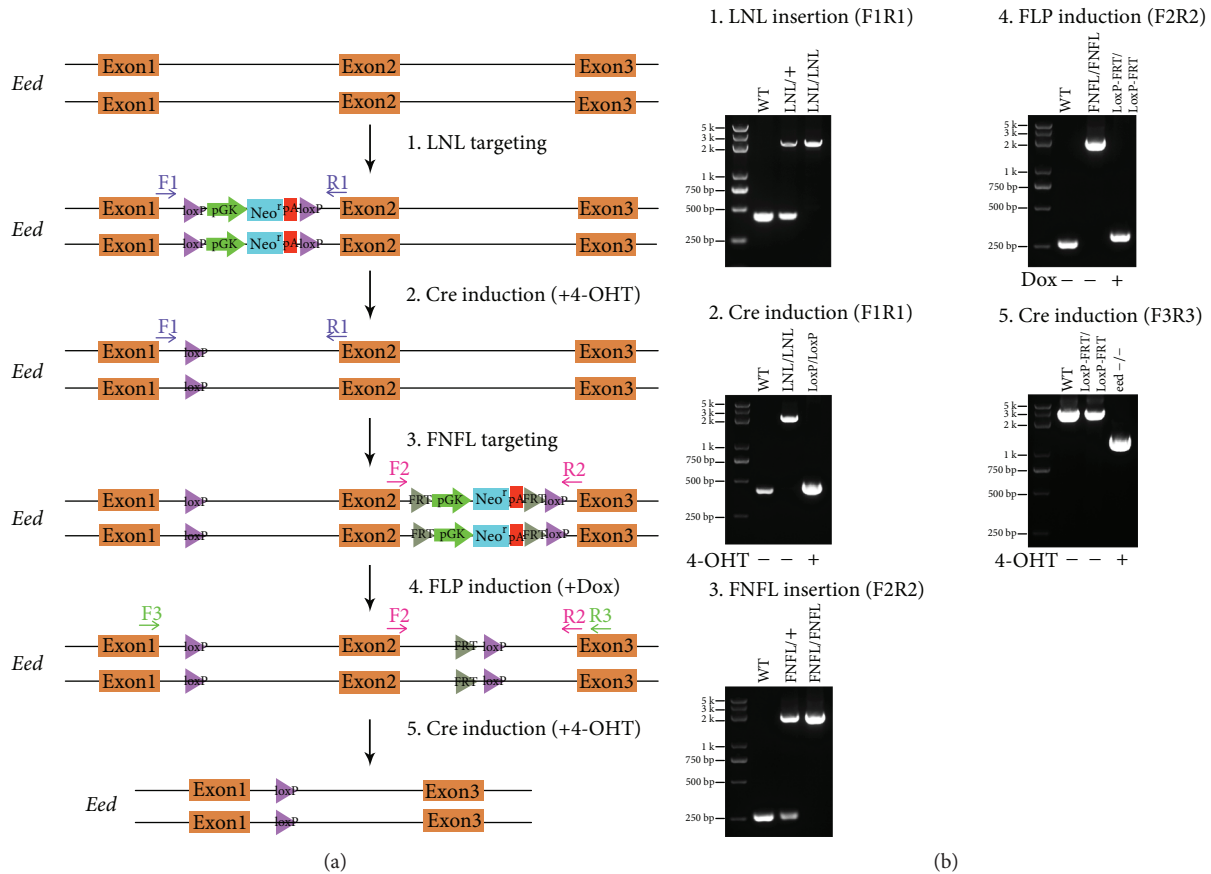 Eed
Exon1 Exon2 Exon3
Exon1 Exon2 Exon3
1. LNL targeting
F1 R1
Eed
Exon1 loxP pGK Neoʳ pA loxP Exon2 Exon3
Exon1 loxP pGK Neoʳ pA loxP Exon2 Exon3
2. Cre induction (+4-OHT)
F1 R1
Eed
Exon1 loxP Exon2 Exon3
Exon1 loxP Exon2 Exon3
3. FNFL targeting
F2 R2
Eed
Exon1 loxP Exon2 FRT pGK Neoʳ pA FRT loxP Exon3
Exon1 loxP Exon2 FRT pGK Neoʳ pA FRT loxP Exon3
4. FLP induction (+Dox)
F3 F2 R2 R3
Eed
Exon1 loxP Exon2 FRT loxP Exon3
Exon1 loxP Exon2 FRT loxP Exon3
5. Cre induction (+4-OHT)
Eed
Exon1 loxP Exon3
Exon1 loxP Exon3
(a)
1. LNL insertion (F1R1)
WT
LNL/+
LNL/LNL
5 k
3 k
2 k
1 k
750 bp
500 bp
250 bp
2. Cre induction (F1R1)
WT
LNL/LNL
LoxP/LoxP
5 k
3 k
2 k
1 k
750 bp
500 bp
250 bp
4-OHT − − +
3. FNFL insertion (F2R2)
WT
FNFL/+
FNFL/FNFL
5 k
3 k
2 k
1 k
750 bp
500 bp
250 bp
4. FLP induction (F2R2)
WT
FNFL/FNFL
LoxP-FRT/
LoxP-FRT
5 k
3 k
2 k
1 k
750 bp
500 bp
250 bp
Dox − − +
5. Cre induction (F3R3)
WT
LoxP-FRT/
LoxP-FRT
eed −/−
5 k
3 k
2 k
1 k
750 bp
500 bp
250 bp
4-OHT − − +
(b)